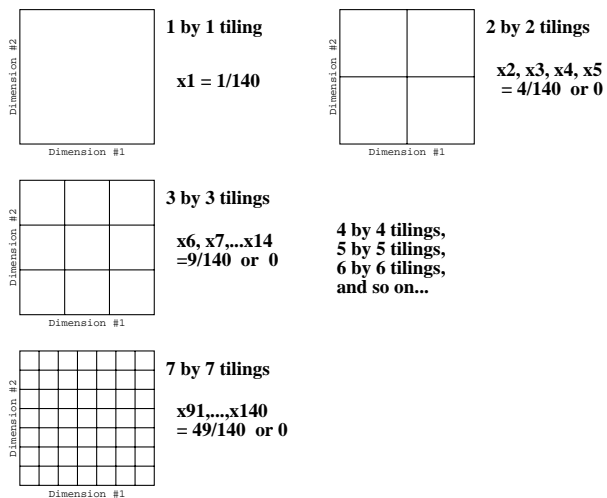 Dimension #2
1 by 1 tiling
x1 = 1/140
Dimension #1
Dimension #2
2 by 2 tilings
x2, x3, x4, x5
= 4/140 or 0
Dimension #1
Dimension #2
3 by 3 tilings
x6, x7,...x14
=9/140 or 0
Dimension #1
4 by 4 tilings,
5 by 5 tilings,
6 by 6 tilings,
and so on...
Dimension #2
7 by 7 tilings
x91,...,x140
= 49/140 or 0
Dimension #1